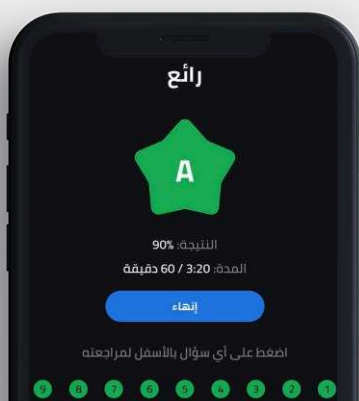 رائع
A
النتيجة: 90%
المدة: 3:20 / 60 دقيقة
إنهاء
اضغط على أي سؤال بالأسفل لمراجعته
1 2 3 4 5 6 7 8 9